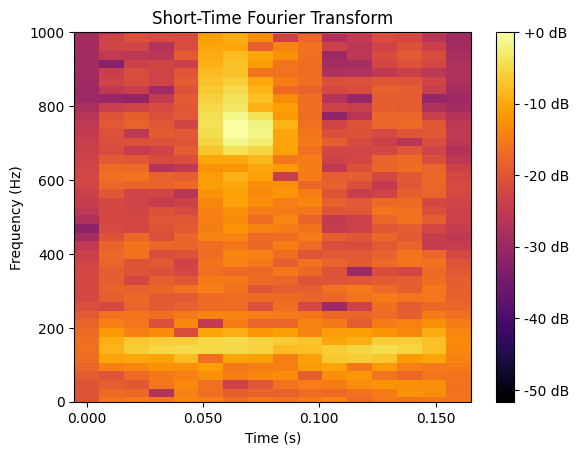 Short-Time Fourier Transform
1000
800
600
400
200
0
Frequency (Hz)
0.000
0.050
0.100
0.150
Time (s)
+0 dB
-10 dB
-20 dB
-30 dB
-40 dB
-50 dB